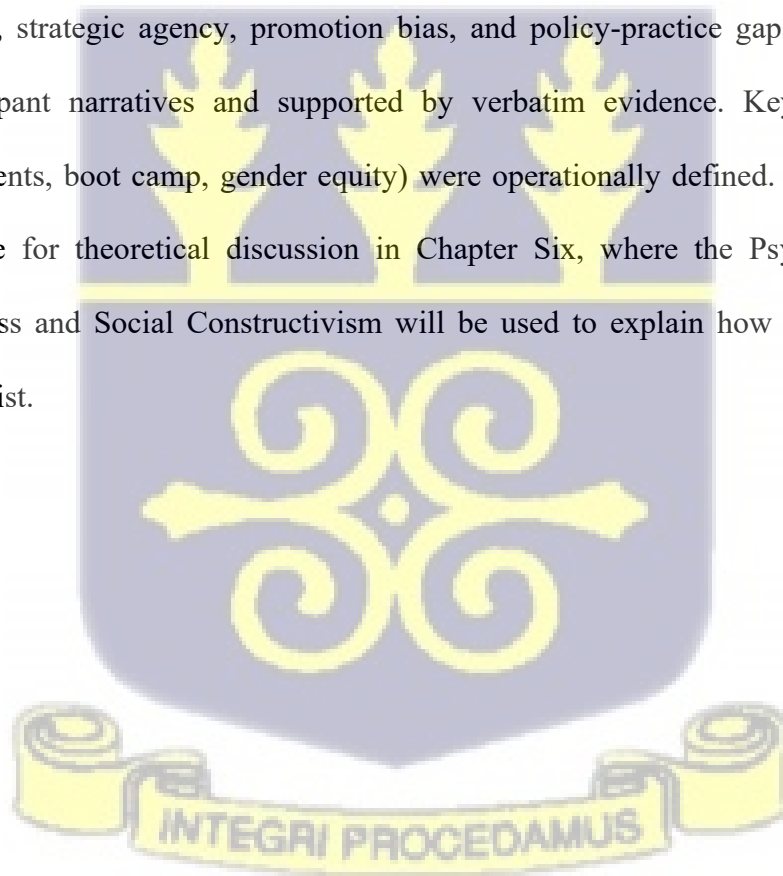 , strategic agency, promotion bias, and policy-practice gap
pant narratives and supported by verbatim evidence. Key
ents, boot camp, gender equity) were operationally defined.
e for theoretical discussion in Chapter Six, where the Psy
ss and Social Constructivism will be used to explain how
ist.
INTEGRI PROCEDAMUS